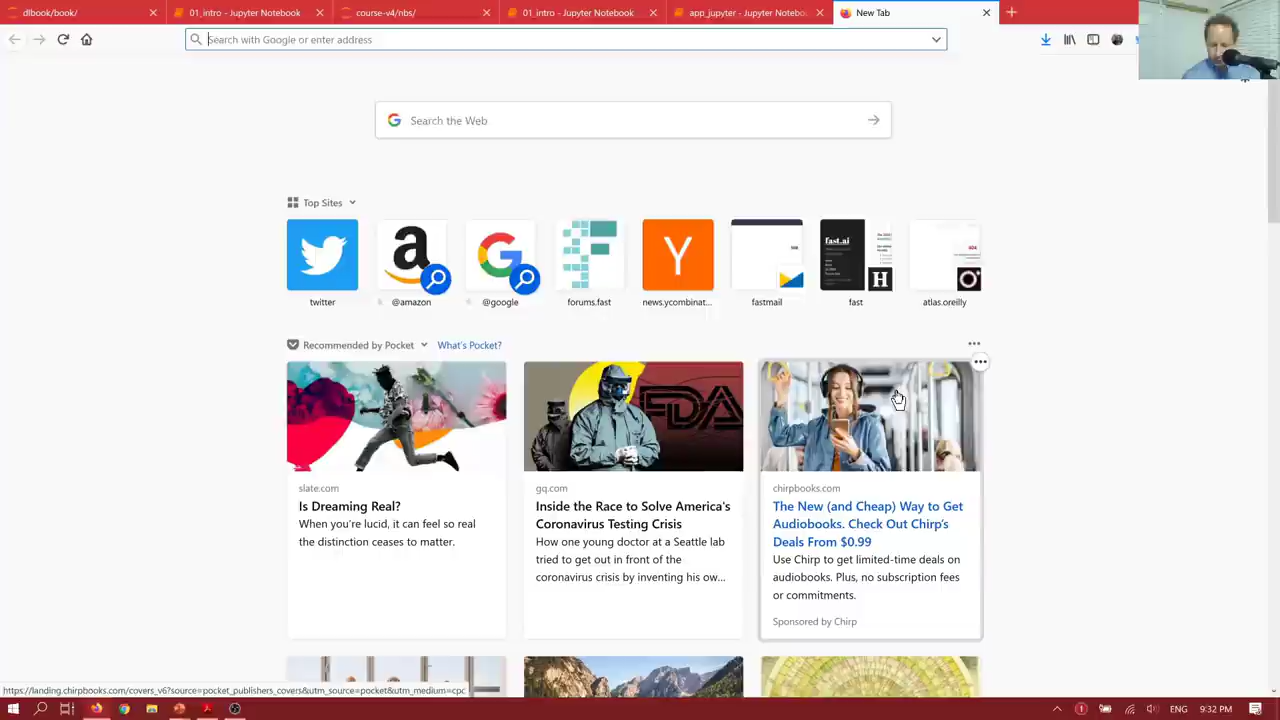 dlbook/book/
01_intro - Jupyter Notebook
course-v4/nbs/
01_intro - Jupyter Notebook
app_jupyter - Jupyter Notebook
New Tab
Search with Google or enter address
Search the Web
Top Sites
fast.ai
twitter
@amazon
@google
forums.fast
news.ycombinat...
fastmail
fast
atlas.oreilly
Recommended by Pocket
What's Pocket?
FDA
slate.com
Is Dreaming Real?
When you're lucid, it can feel so real
the distinction ceases to matter.
gq.com
Inside the Race to Solve America's
Coronavirus Testing Crisis
How one young doctor at a Seattle lab
tried to get out in front of the
coronavirus crisis by inventing his ow...
chirpbooks.com
The New (and Cheap) Way to Get
Audiobooks. Check Out Chirp's
Deals From $0.99
Use Chirp to get limited-time deals on
audiobooks. Plus, no subscription fees
or commitments.
Sponsored by Chirp
https://landing.chirpbooks.com/covers_v6?source=pocket_publishers_covers&utm_source=pocket&utm_medium=cpc
ENG
9:32 PM